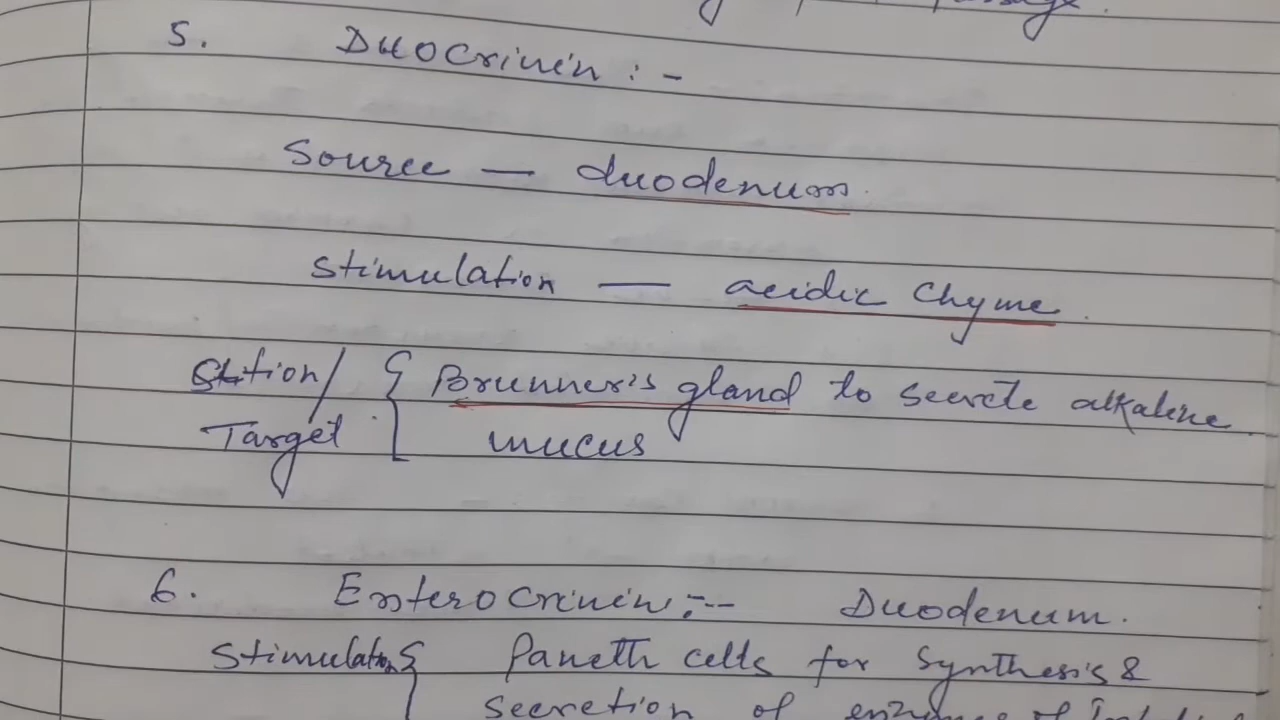 5. Duocrinin : -
Source — duodenum.
Stimulation — acidic Chyme.
tion/ { Brunner's gland to secrete alkaline
Target mucus
6. Enterocrinin :-- Duodenum.
Stimulation { Paneth cells for Synthesis &
secretion of